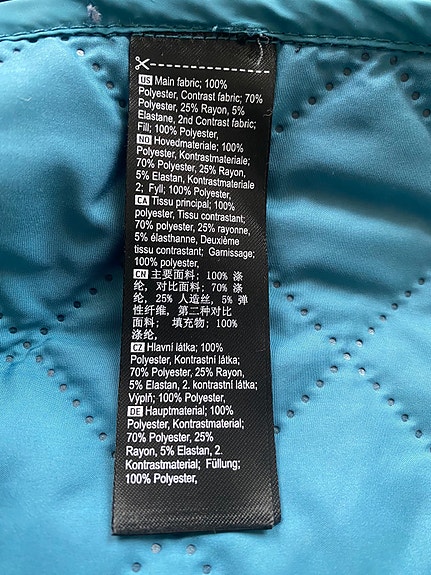 US Main fabric; 100%
Polyester, Contrast fabric; 70%
Polyester, 25% Rayon, 5%
Elastane, 2nd Contrast fabric;
Fill; 100% Polyester,
NO Hovedmateriale; 100%
Polyester, Kontrastmateriale;
70% Polyester, 25% Rayon,
5% Elastan, Kontrastmateriale
2; Fyll; 100% Polyester,
CA Tissu principal; 100%
polyester, Tissu contrastant;
70% polyester, 25% rayonne,
5% élasthanne, Deuxième
tissu contrastant; Garnissage;
100% polyester,
CN 主要面料; 100% 涤
纶, 对比面料; 70% 涤
纶, 25% 人造丝, 5% 弹
性纤维, 第二种对比
面料; 填充物; 100%
涤纶,
CZ Hlavní látka; 100%
Polyester, Kontrastní látka;
70% Polyester, 25% Rayon,
5% Elastan, 2. kontrastní látka;
Výplň; 100% Polyester,
DE Hauptmaterial; 100%
Polyester, Kontrastmaterial;
70% Polyester, 25%
Rayon, 5% Elastan, 2.
Kontrastmaterial; Füllung;
100% Polyester,